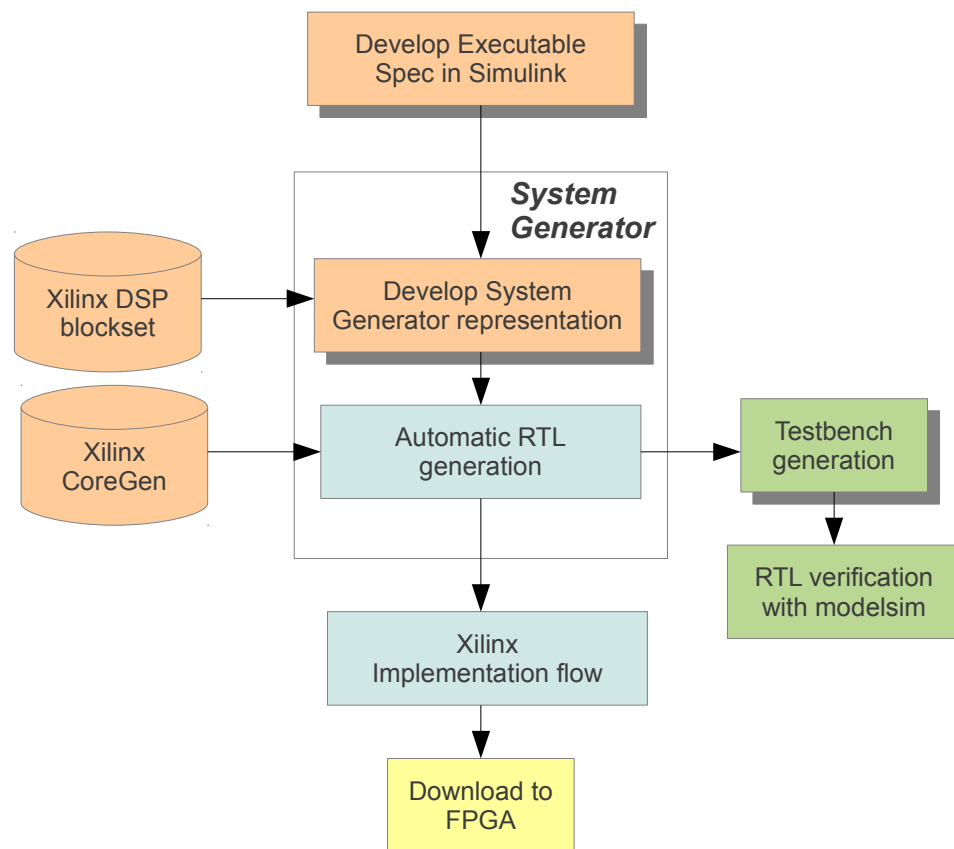 Develop Executable
Spec in Simulink
System
Generator
Xilinx DSP
blockset
Develop System
Generator representation
Xilinx
CoreGen
Automatic RTL
generation
Testbench
generation
RTL verification
with modelsim
Xilinx
Implementation flow
Download to
FPGA